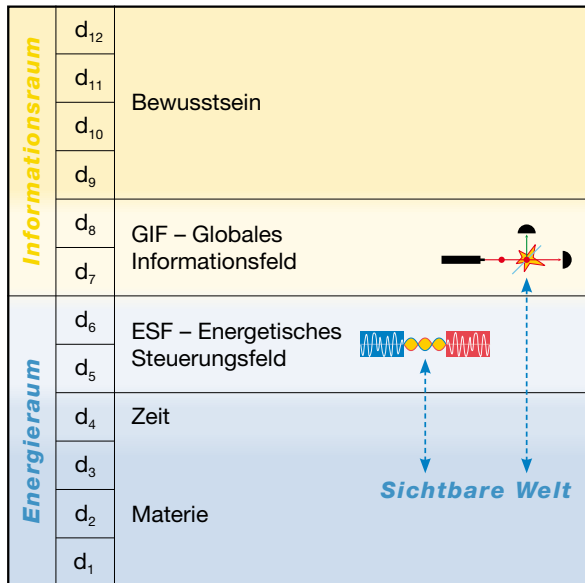 Informationsraum
d12
d11
d10
d9
Bewusstsein
d8
d7
GIF – Globales
Informationsfeld
Energieraum
d6
d5
ESF – Energetisches
Steuerungsfeld
d4
Zeit
d3
d2
d1
Materie
Sichtbare Welt